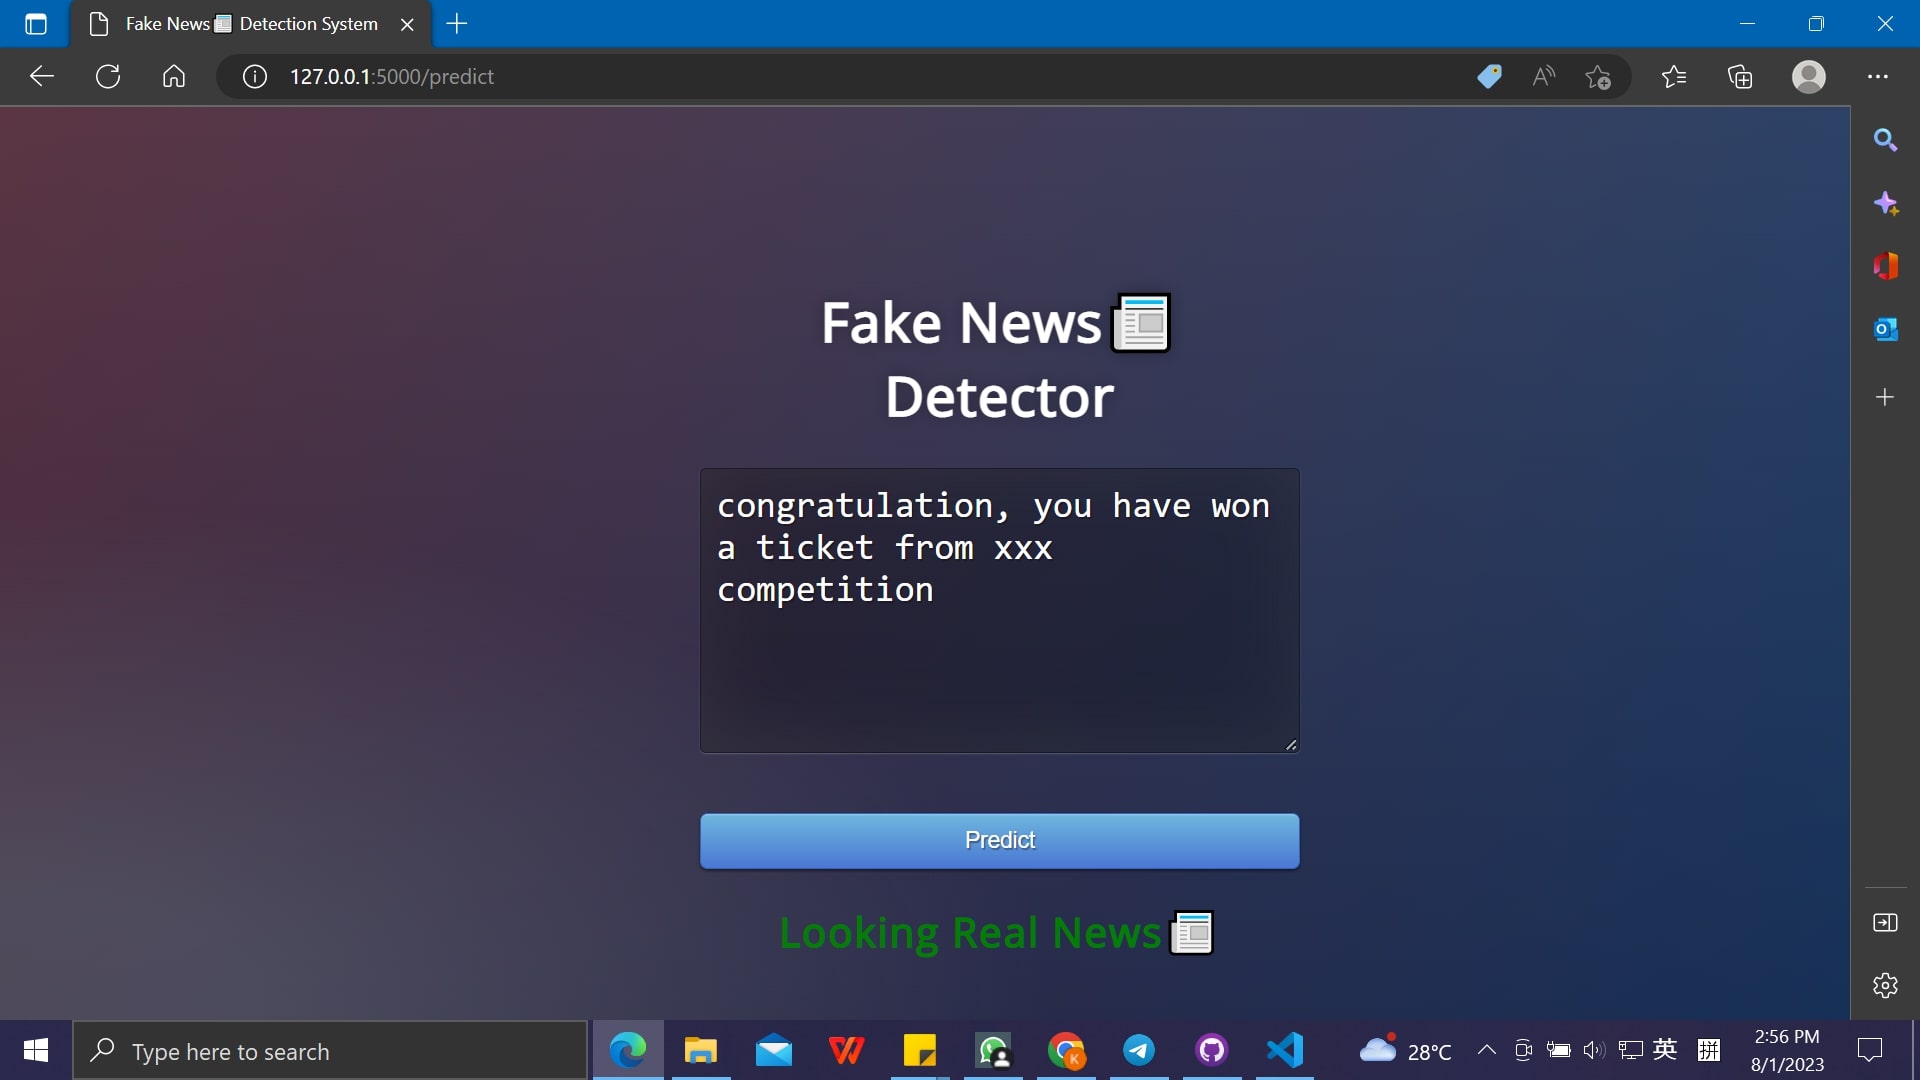 Fake News📰 Detection System
127.0.0.1:5000/predict
Fake News📰
Detector
congratulation, you have won
a ticket from xxx
competition
Predict
Looking Real News📰
Type here to search
K
28°C
英
拼
2:56 PM
8/1/2023